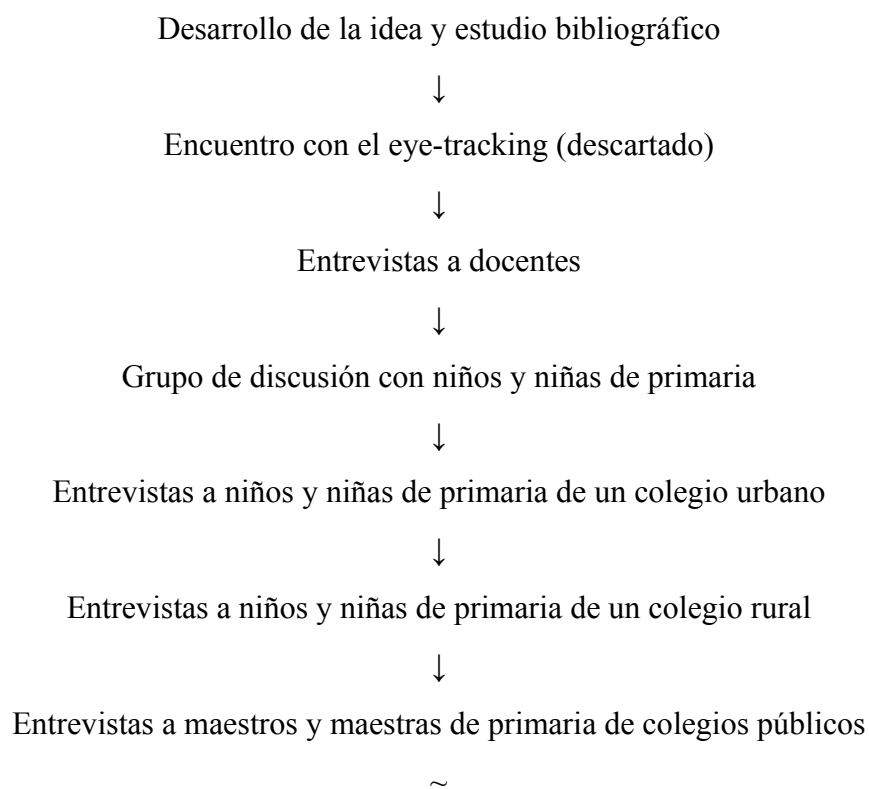 Desarrollo de la idea y estudio bibliográfico
↓
Encuentro con el eye-tracking (descartado)
↓
Entrevistas a docentes
↓
Grupo de discusión con niños y niñas de primaria
↓
Entrevistas a niños y niñas de primaria de un colegio urbano
↓
Entrevistas a niños y niñas de primaria de un colegio rural
↓
Entrevistas a maestros y maestras de primaria de colegios públicos
~